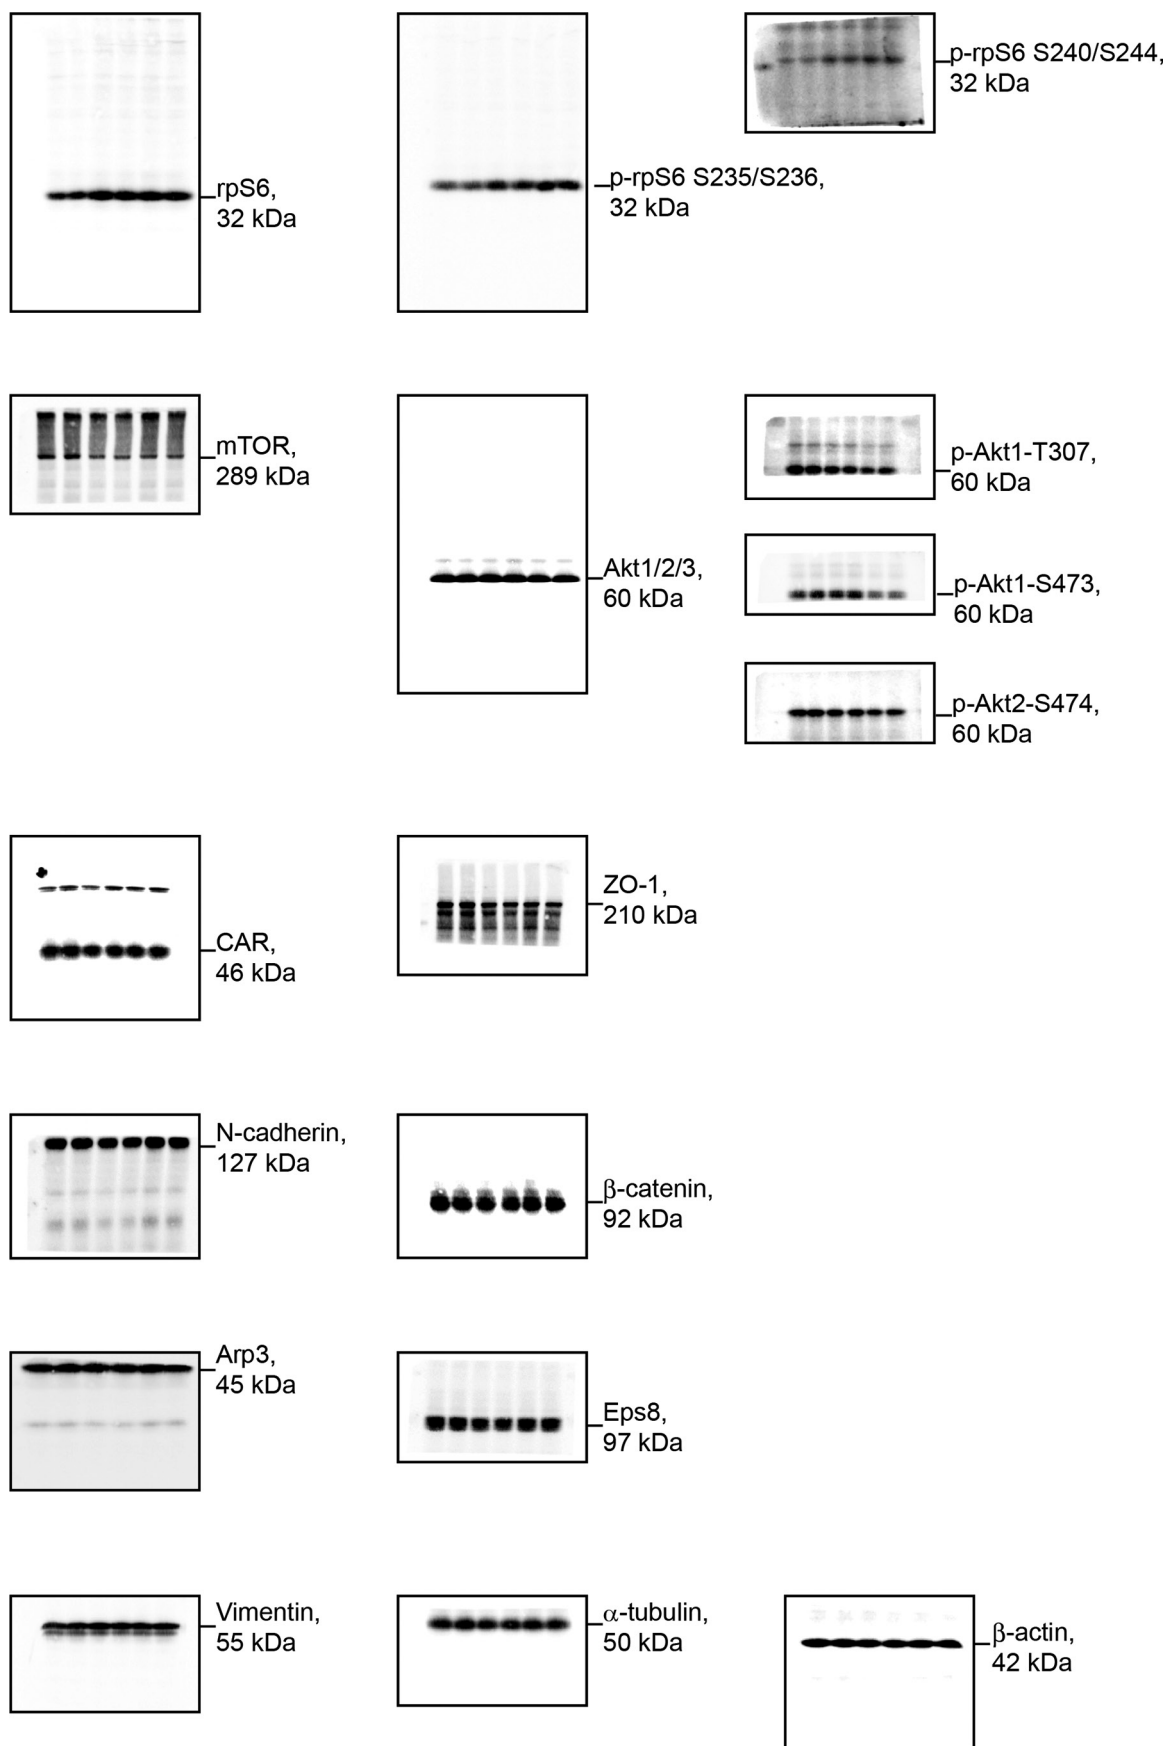 rpS6,
32 kDa
p-rpS6 S235/S236,
32 kDa
p-rpS6 S240/S244,
32 kDa
mTOR,
289 kDa
Akt1/2/3,
60 kDa
p-Akt1-T307,
60 kDa
p-Akt1-S473,
60 kDa
p-Akt2-S474,
60 kDa
CAR,
46 kDa
ZO-1,
210 kDa
N-cadherin,
127 kDa
β-catenin,
92 kDa
Arp3,
45 kDa
Eps8,
97 kDa
Vimentin,
55 kDa
α-tubulin,
50 kDa
β-actin,
42 kDa